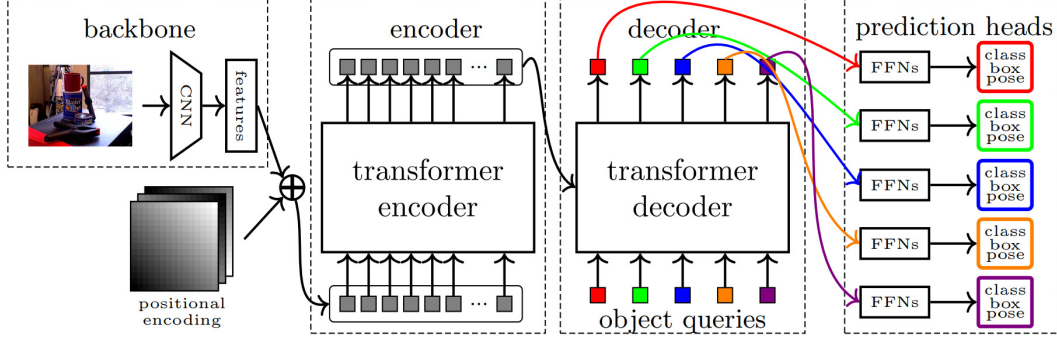 backbone
encoder
decoder
prediction heads
CNN
features
transformer
encoder
transformer
decoder
positional
encoding
...
...
object queries
FFNs
class
box
pose
FFNs
class
box
pose
FFNs
class
box
pose
FFNs
class
box
pose
FFNs
class
box
pose